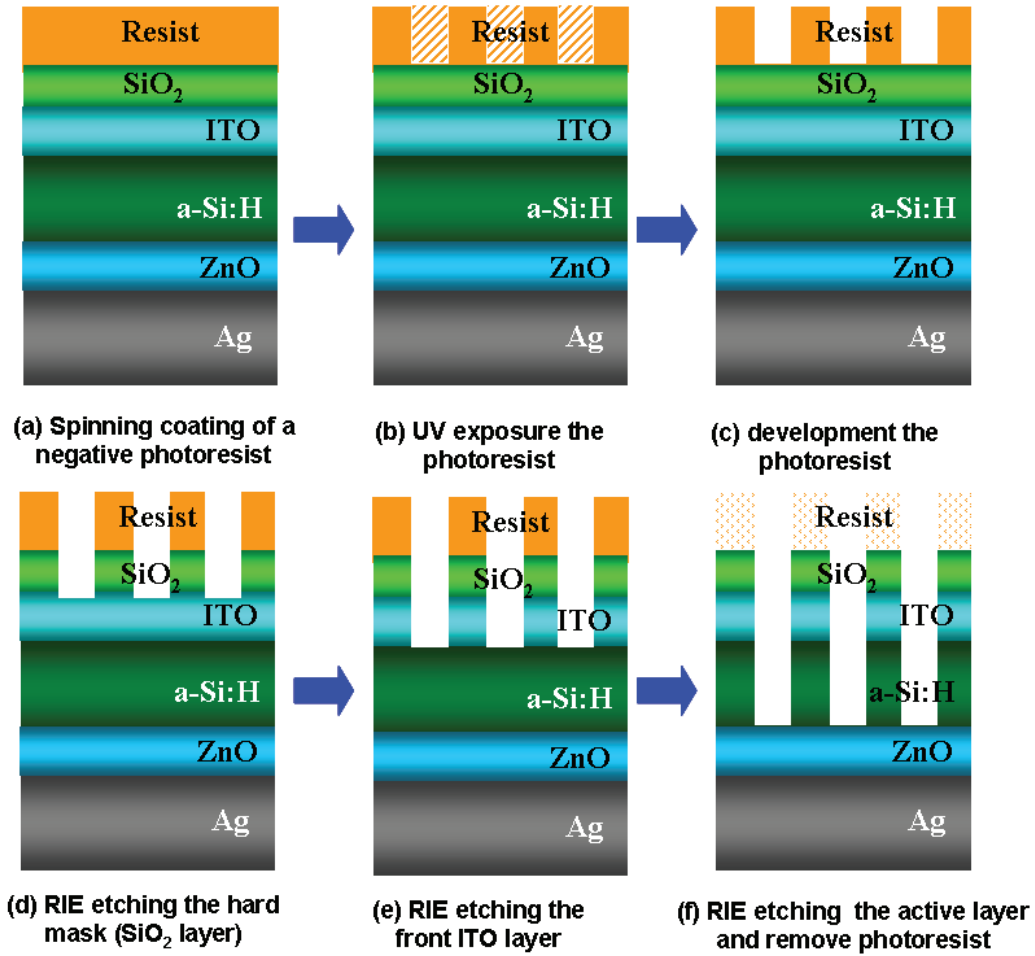 Resist
SiO₂
ITO
a-Si:H
ZnO
Ag
(a) Spinning coating of a
negative photoresist
Resist
SiO₂
ITO
a-Si:H
ZnO
Ag
(b) UV exposure the
photoresist
Resist
SiO₂
ITO
a-Si:H
ZnO
Ag
(c) development the
photoresist
Resist
SiO₂
ITO
a-Si:H
ZnO
Ag
(d) RIE etching the hard
mask (SiO₂ layer)
Resist
SiO₂
ITO
a-Si:H
ZnO
Ag
(e) RIE etching the
front ITO layer
Resist
SiO₂
ITO
a-Si:H
ZnO
Ag
(f) RIE etching the active layer
and remove photoresist